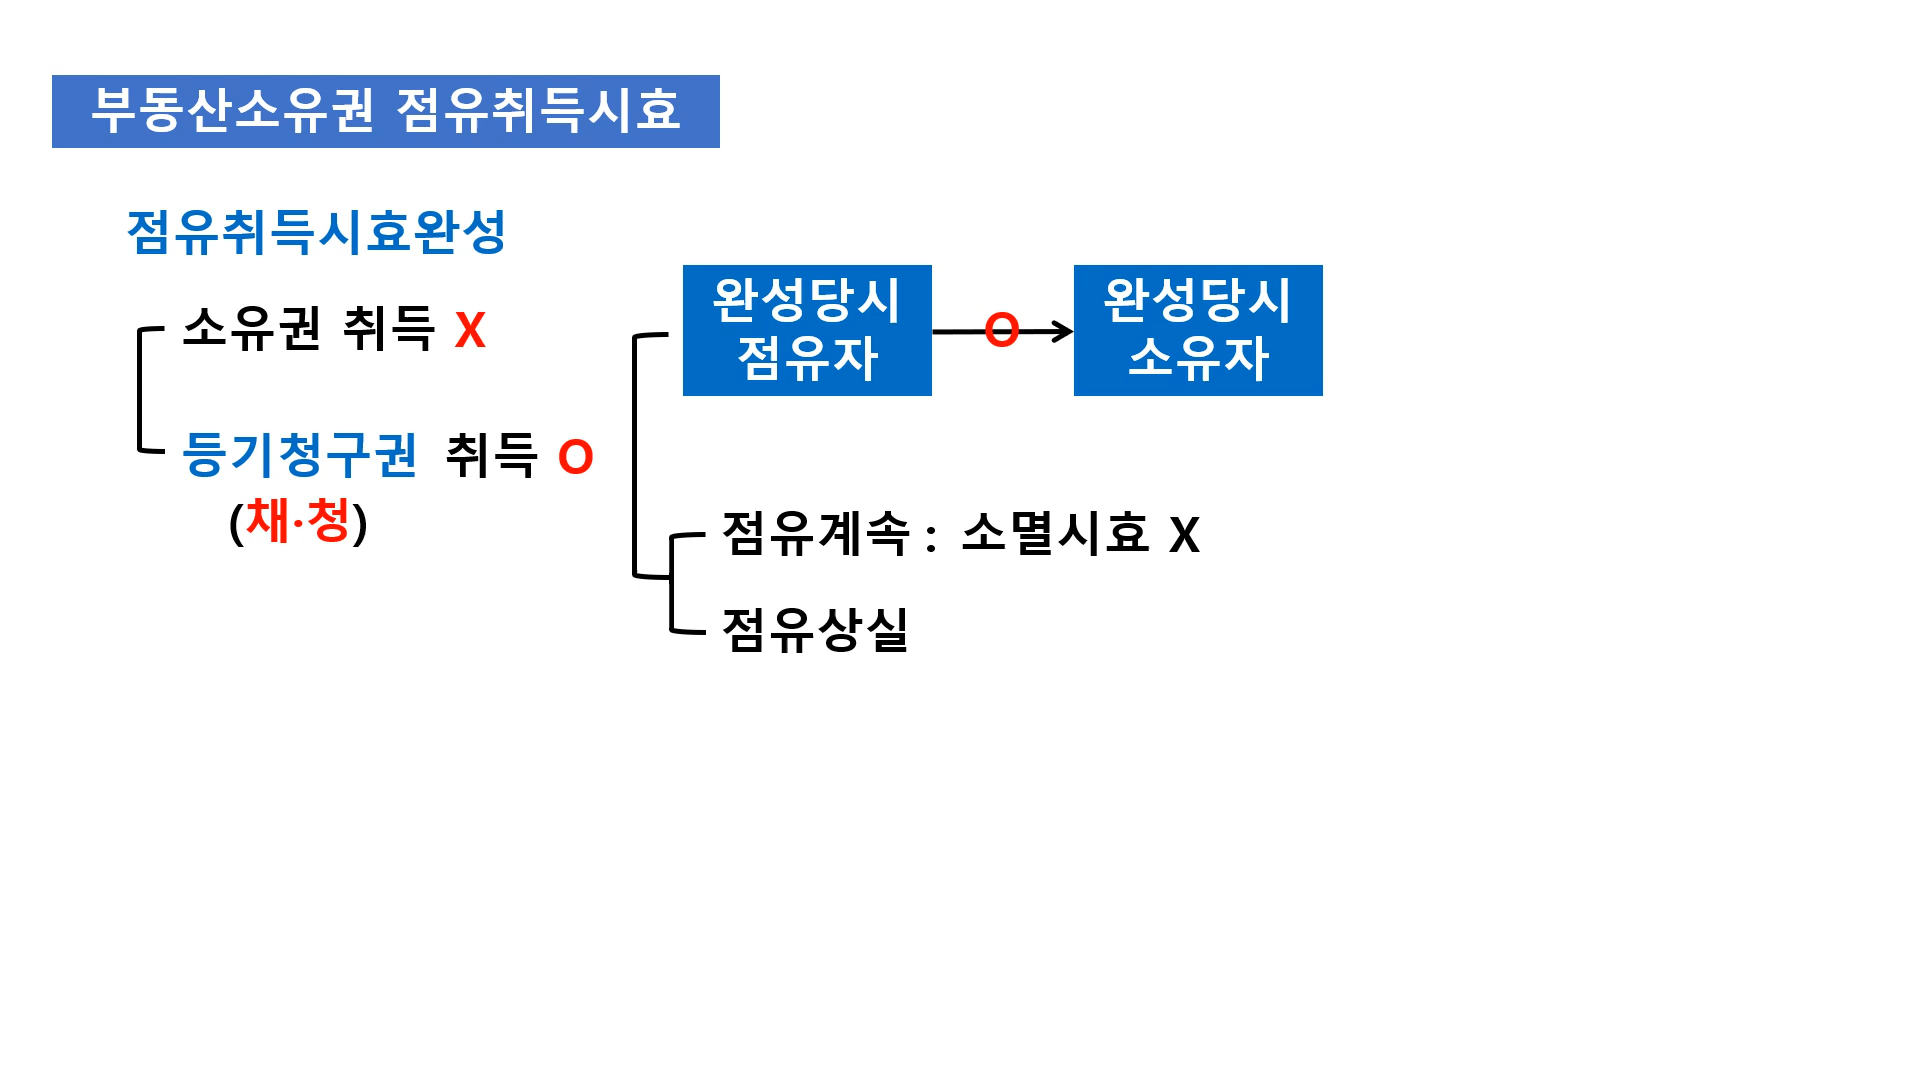 부동산소유권 점유취득시효
점유취득시효완성
소유권 취득 X
등기청구권 취득 O
(채·청)
완성당시
점유자
O
완성당시
소유자
점유계속 : 소멸시효 X
점유상실